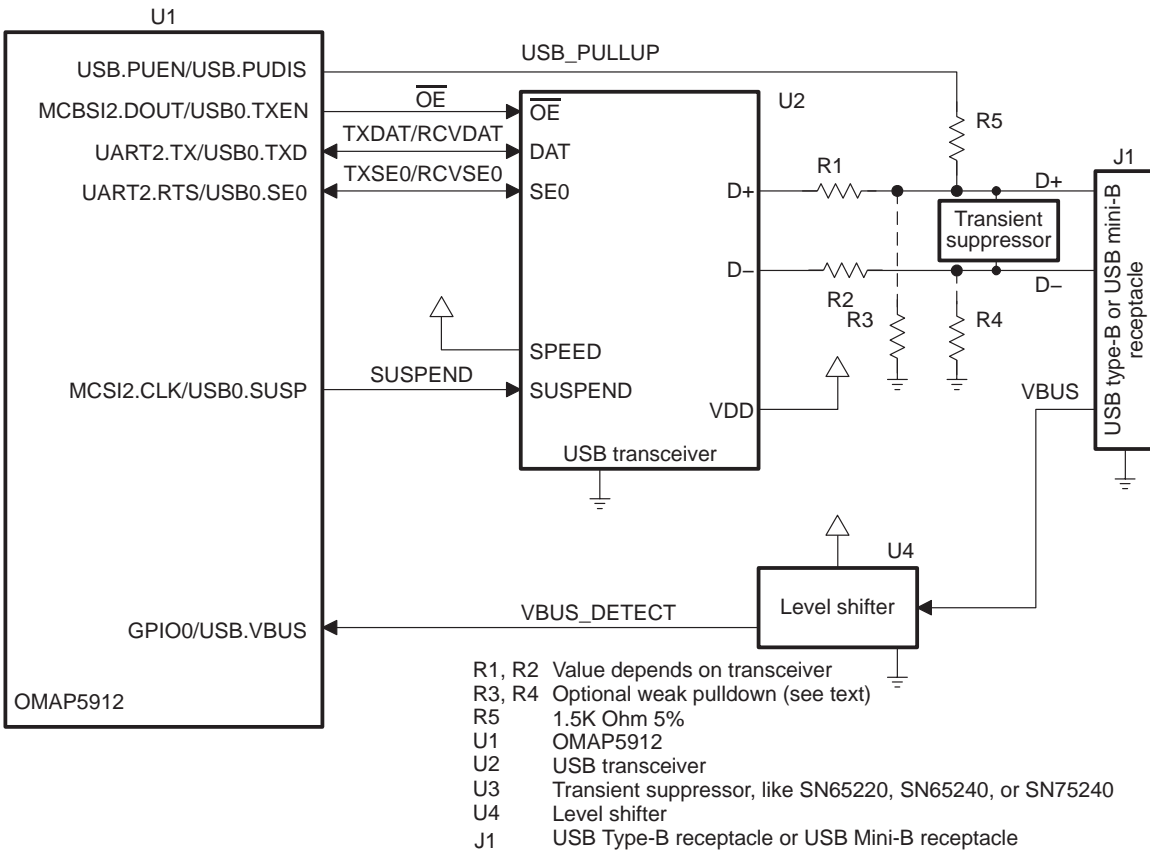 U1
USB.PUEN/USB.PUDIS
USB_PULLUP
MCBSI2.DOUT/USB0.TXEN
OE
OE
U2
R5
UART2.TX/USB0.TXD
TXDAT/RCVDAT
DAT
UART2.RTS/USB0.SE0
TXSE0/RCVSE0
SE0
D+
R1
D+
J1
Transient
suppressor
D–
R2
D–
R3
R4
USB type-B or USB mini-B
receptacle
SPEED
MCSI2.CLK/USB0.SUSP
SUSPEND
SUSPEND
VDD
VBUS
USB transceiver
U4
Level shifter
GPIO0/USB.VBUS
VBUS_DETECT
OMAP5912
R1, R2 Value depends on transceiver
R3, R4 Optional weak pulldown (see text)
R5 1.5K Ohm 5%
U1 OMAP5912
U2 USB transceiver
U3 Transient suppressor, like SN65220, SN65240, or SN75240
U4 Level shifter
J1 USB Type-B receptacle or USB Mini-B receptacle